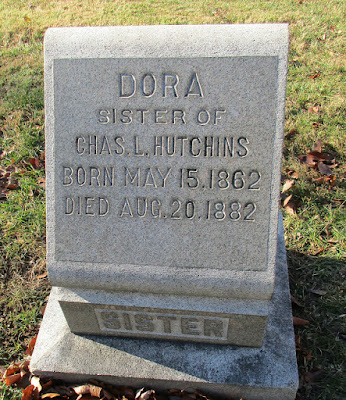 DORA
SISTER OF
CHAS. L. HUTCHINS
BORN MAY 15, 1862
DIED AUG. 20, 1882
SISTER